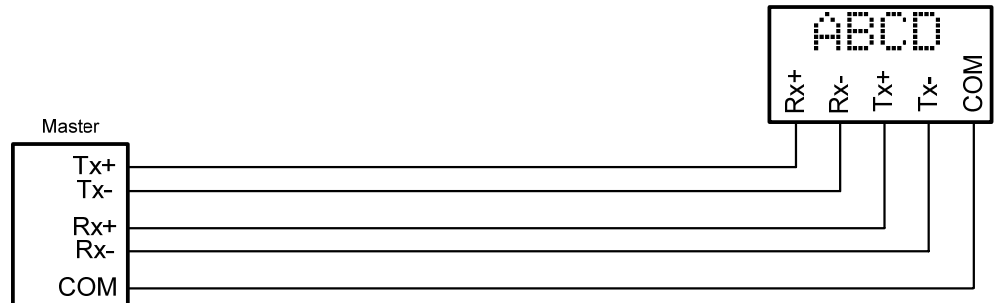 ABCD
Rx+ Rx- Tx+ Tx- COM
Master
Tx+
Tx-
Rx+
Rx-
COM